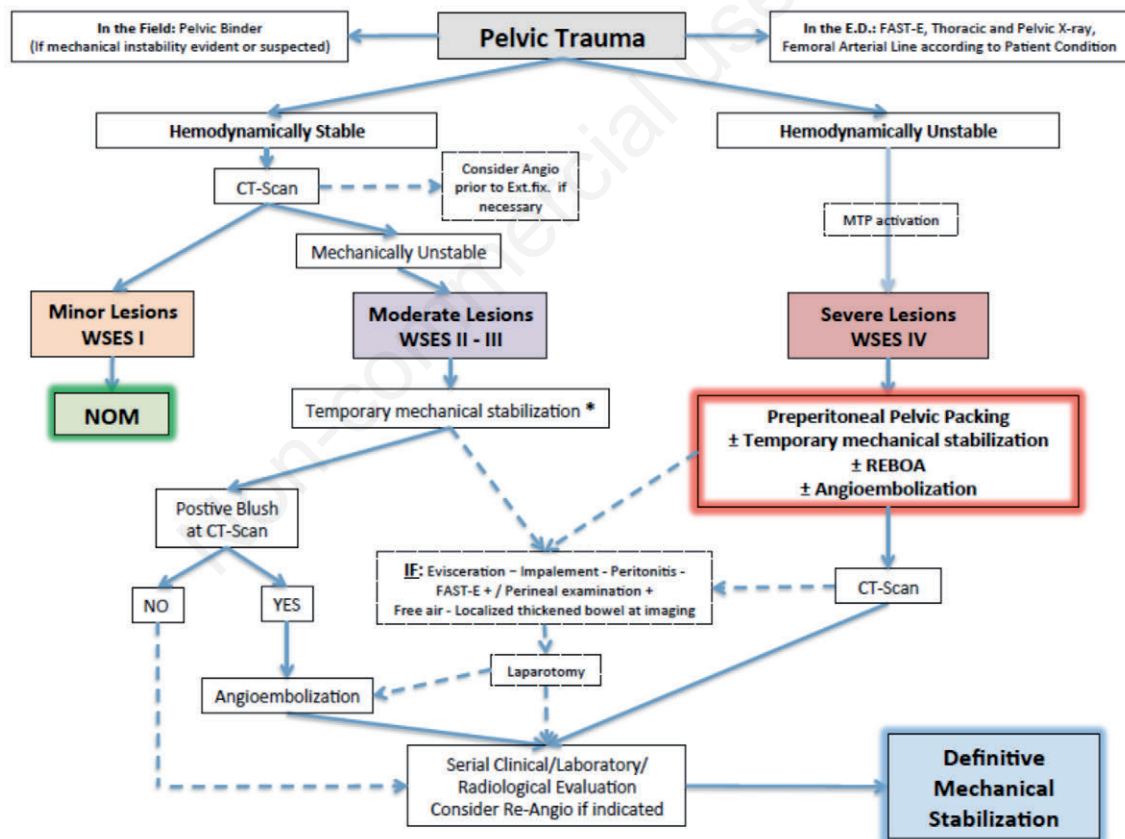 In the Field: Pelvic Binder
(If mechanical instability evident or suspected)
Pelvic Trauma
In the E.D.: FAST-E, Thoracic and Pelvic X-ray,
Femoral Arterial Line according to Patient Condition
Hemodynamically Stable
Hemodynamically Unstable
CT-Scan
Consider Angio
prior to Ext.fix. if
necessary
MTP activation
Mechanically Unstable
Minor Lesions
WSES I
Moderate Lesions
WSES II - III
Severe Lesions
WSES IV
NOM
Temporary mechanical stabilization *
Preperitoneal Pelvic Packing
± Temporary mechanical stabilization
± REBOA
± Angioembolization
Postive Blush
at CT-Scan
IF: Evisceration – Impalement - Peritonitis -
FAST-E + / Perineal examination +
Free air - Localized thickened bowel at imaging
CT-Scan
NO
YES
Laparotomy
Angioembolization
Serial Clinical/Laboratory/
Radiological Evaluation
Consider Re-Angio if indicated
Definitive
Mechanical
Stabilization
Non-commercial use